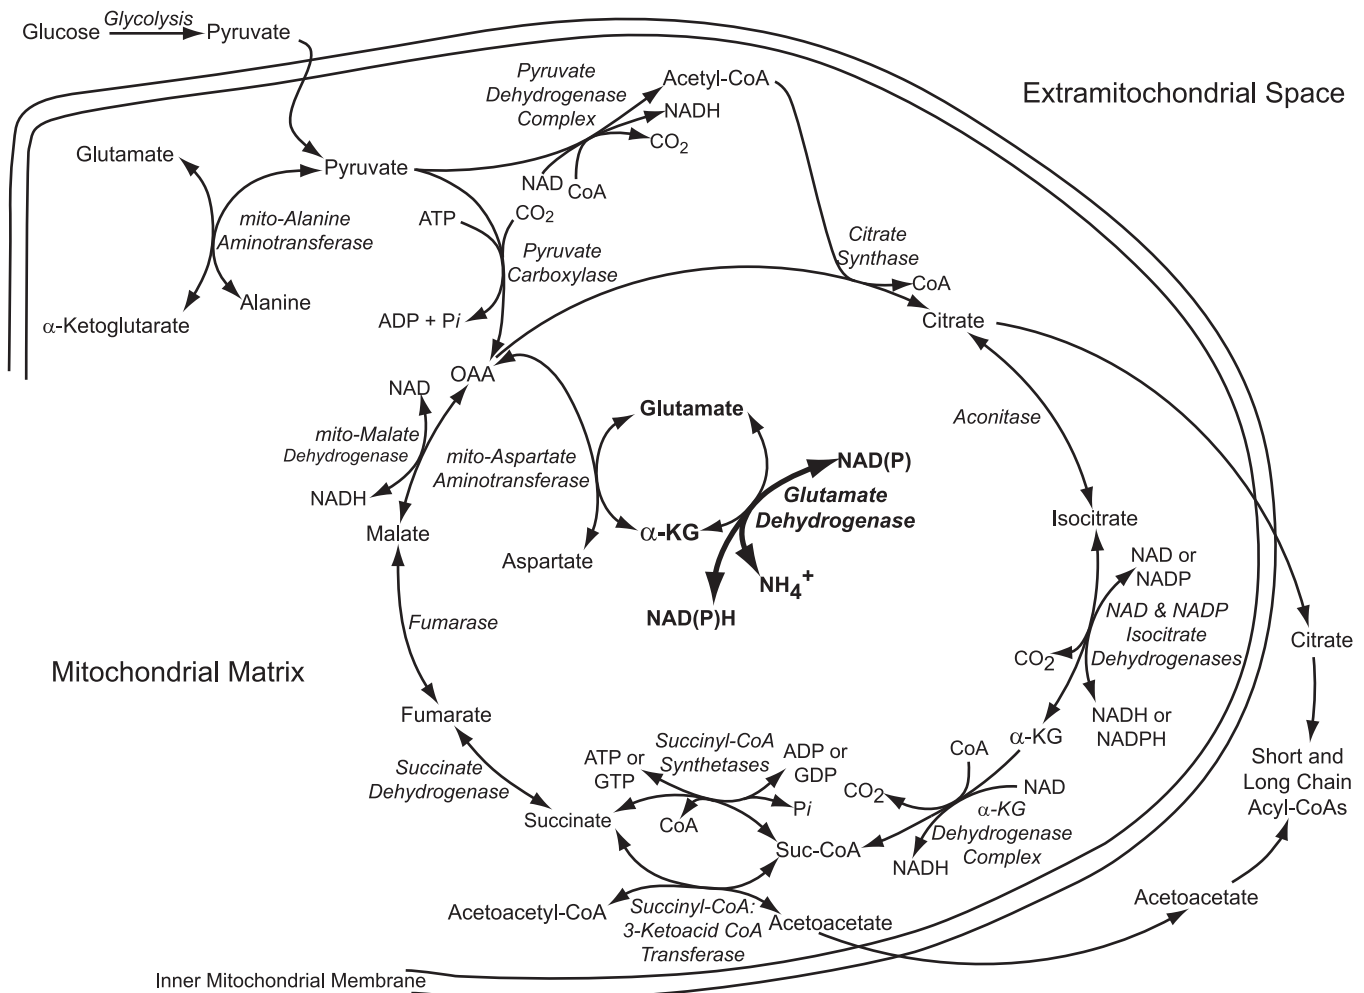 Glucose
Glycolysis
Pyruvate
Extramitochondrial Space
Pyruvate
Dehydrogenase
Complex
Acetyl-CoA
NADH
CO2
NAD
CoA
Glutamate
Pyruvate
mito-Alanine
Aminotransferase
Alanine
α-Ketoglutarate
ATP
CO2
Pyruvate
Carboxylase
ADP + Pi
Citrate
Synthase
CoA
Citrate
OAA
NAD
mito-Malate
Dehydrogenase
NADH
Malate
mito-Aspartate
Aminotransferase
Aspartate
Glutamate
α-KG
NAD(P)
Glutamate
Dehydrogenase
NH4+
NAD(P)H
Aconitase
Isocitrate
NAD or
NADP
NAD & NADP
Isocitrate
Dehydrogenases
CO2
NADH or
NADPH
α-KG
Citrate
Short and
Long Chain
Acyl-CoAs
Acetoacetate
Fumarase
Mitochondrial Matrix
Fumarate
Succinate
Dehydrogenase
Succinate
ATP or
GTP
Succinyl-CoA
Synthetases
ADP or
GDP
CoA
Pi
CoA
CO2
NAD
α-KG
Dehydrogenase
Complex
NADH
Suc-CoA
Acetoacetyl-CoA
Succinyl-CoA:
3-Ketoacid CoA
Transferase
Acetoacetate
Inner Mitochondrial Membrane